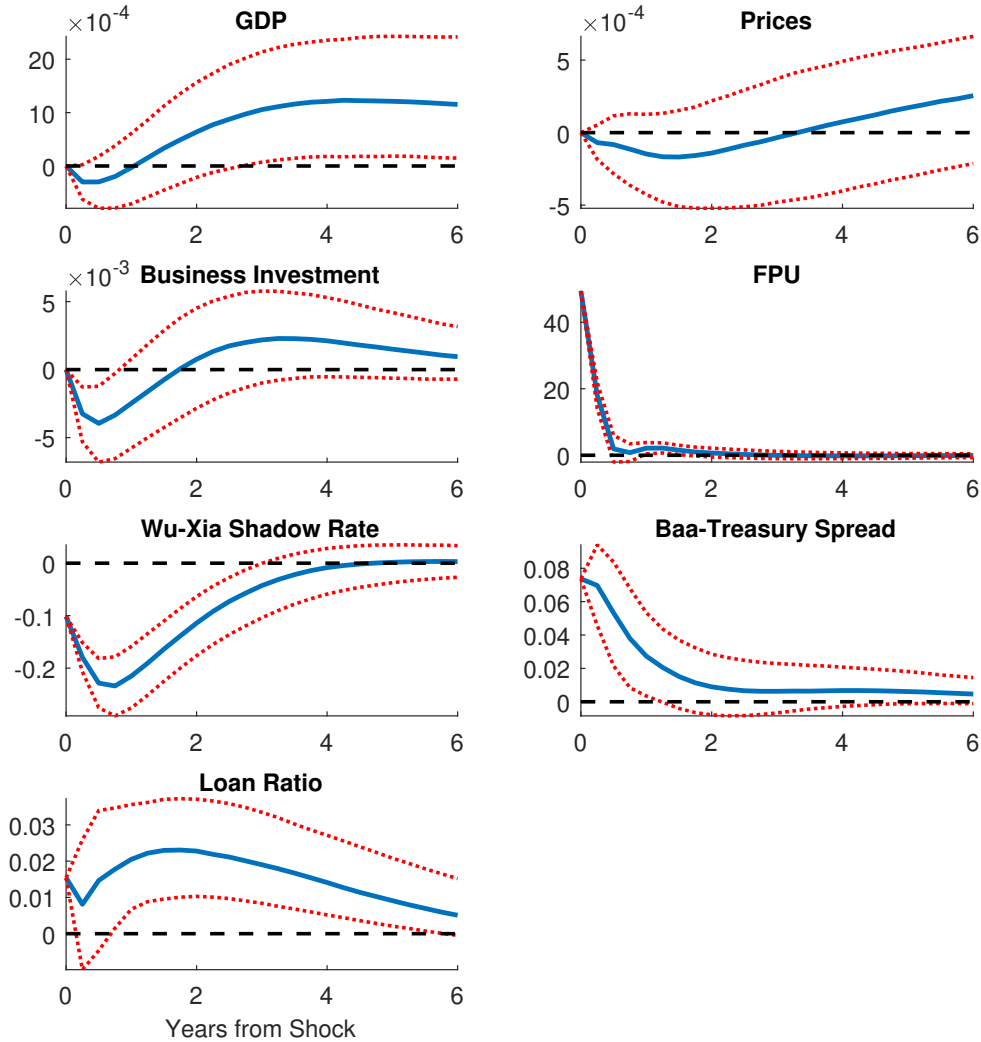 ×10-4
GDP
20
10
0
0 2 4 6
×10-4
Prices
5
0
-5
0 2 4 6
×10-3
Business Investment
5
0
-5
0 2 4 6
FPU
40
20
0
0 2 4 6
Wu-Xia Shadow Rate
0
-0.1
-0.2
0 2 4 6
Baa-Treasury Spread
0.08
0.06
0.04
0.02
0
0 2 4 6
Loan Ratio
0.03
0.02
0.01
0
0 2 4 6
Years from Shock